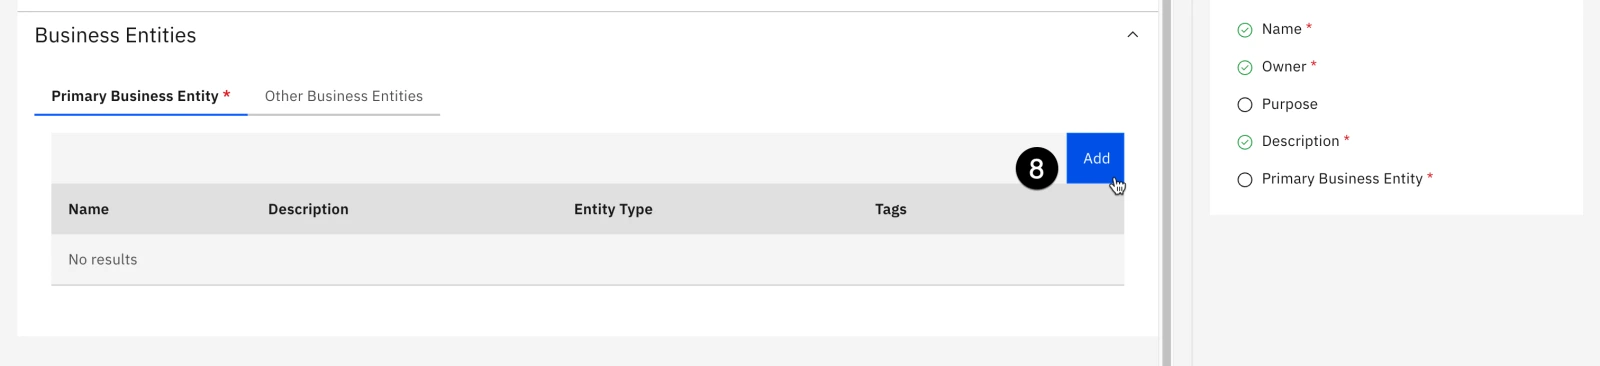 Business Entities
Primary Business Entity *
Other Business Entities
8
Add
Name
Description
Entity Type
Tags
No results
Name *
Owner *
Purpose
Description *
Primary Business Entity *